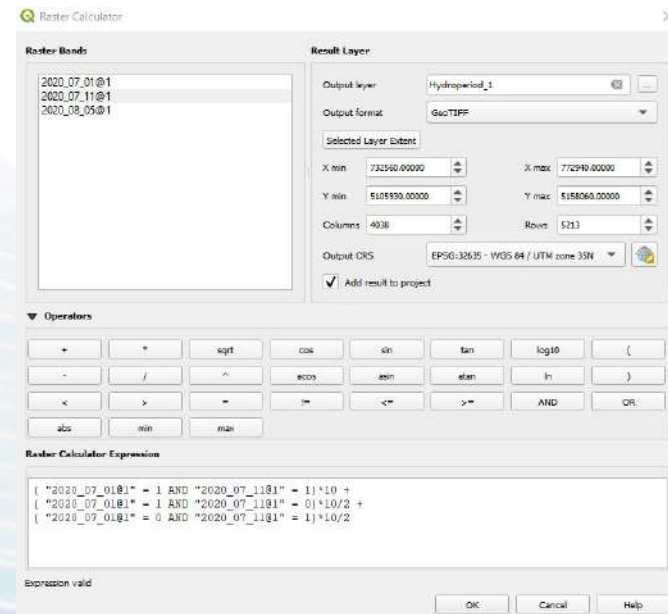 Raster Calculator
Raster Bands
2020_07_01@1
2020_07_11@1
2020_08_05@1
Result Layer
Output layer Hydroperiod_1 ...
Output format GeoTIFF
Selected Layer Extent
X min 732560.00000 X max 772940.00000
Y min 5105930.00000 Y max 5158060.00000
Columns 4038 Rows 5213
Output CRS EPSG:32635 - WGS 84 / UTM zone 35N
Add result to project
Operators
+ * sqrt cos sin tan log10 (
- / ^ acos asin atan ln )
< > = != <= >= AND OR
abs min max
Raster Calculator Expression
( "2020_07_01@1" = 1 AND "2020_07_11@1" = 1)*10 +
( "2020_07_01@1" = 1 AND "2020_07_11@1" = 0)*10/2 +
( "2020_07_01@1" = 0 AND "2020_07_11@1" = 1)*10/2
Expression valid
OK Cancel Help